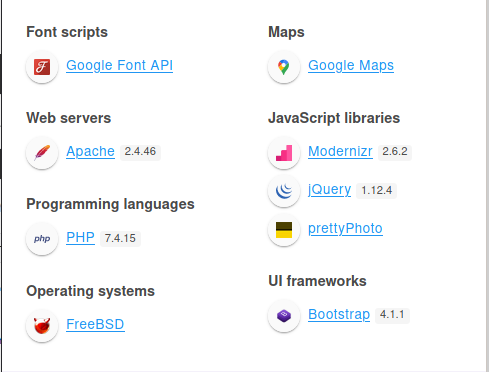 Font scripts
Google Font API
Web servers
Apache 2.4.46
Programming languages
php PHP 7.4.15
Operating systems
FreeBSD
Maps
Google Maps
JavaScript libraries
Modernizr 2.6.2
jQuery 1.12.4
prettyPhoto
UI frameworks
Bootstrap 4.1.1